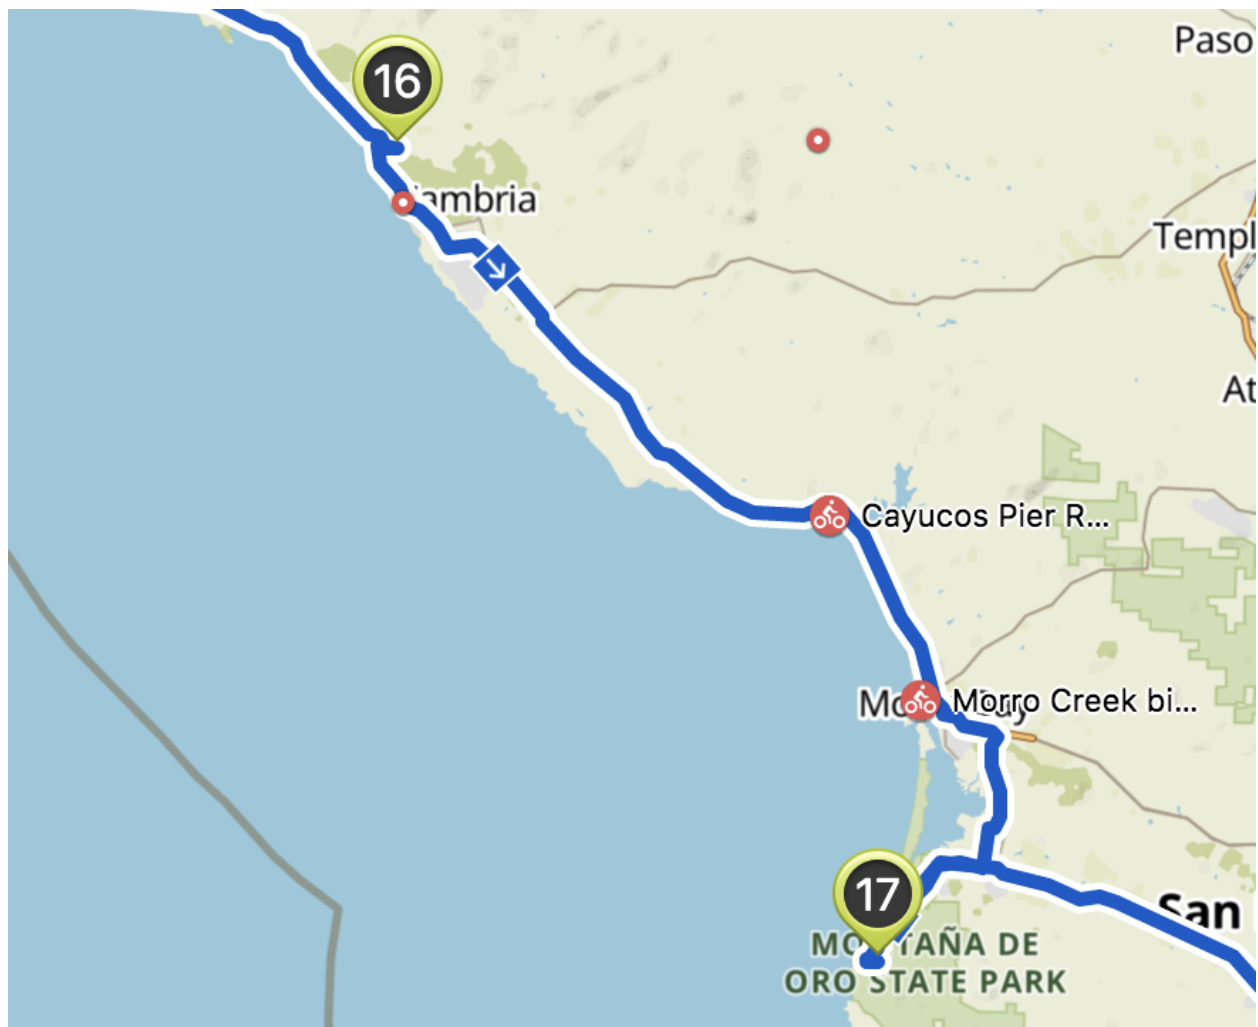 Paso
16
ambria
Templ
At
Cayucos Pier R...
Morro Creek bi...
17
San
ORO STATE PARK